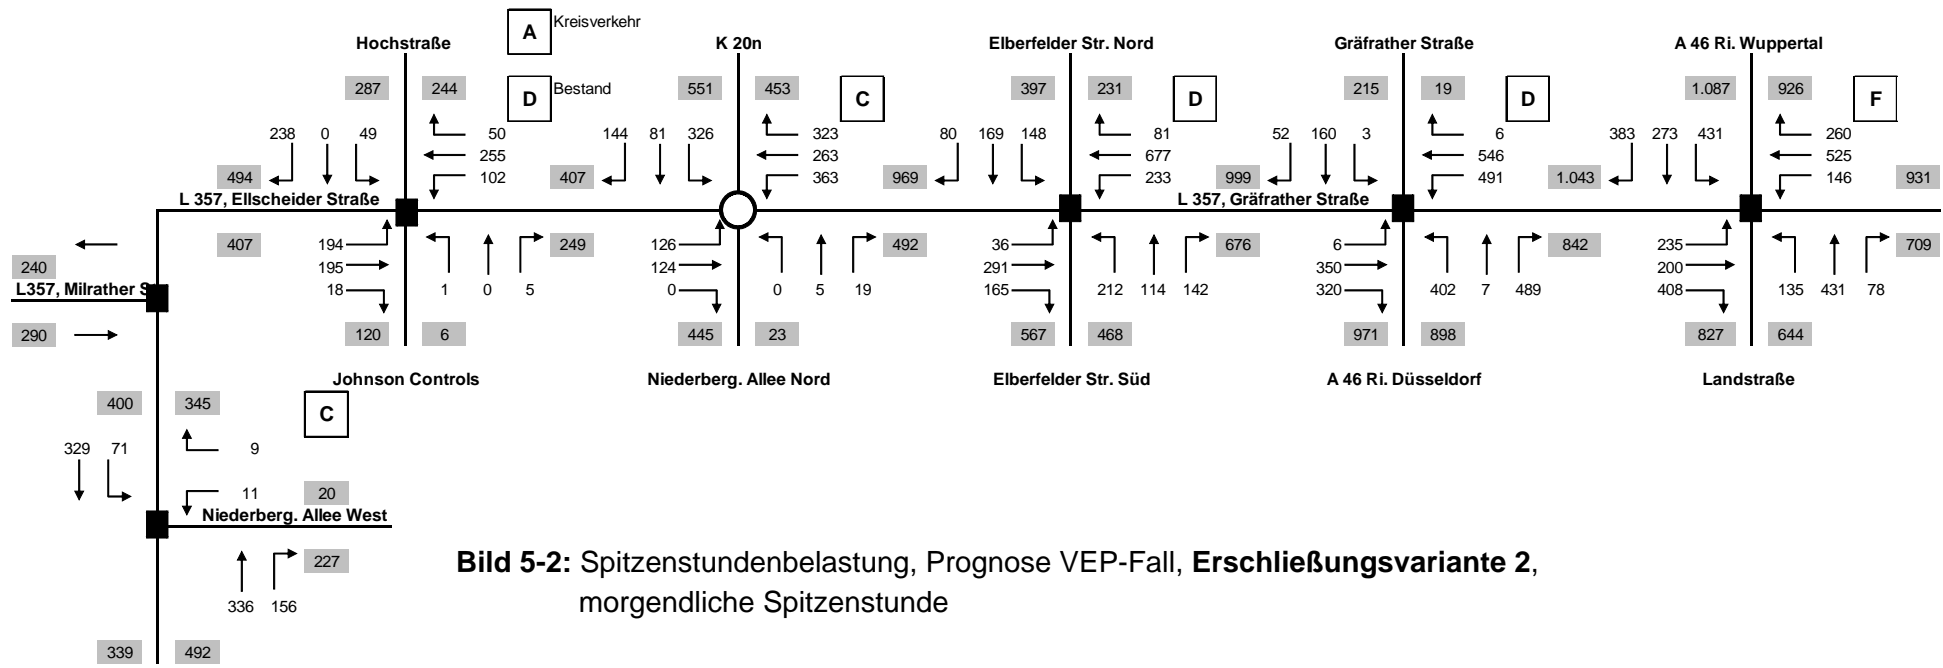 A Kreisverkehr
Hochstraße K 20n Elberfelder Str. Nord Gräfrather Straße A 46 Ri. Wuppertal
287 244 D Bestand 551 453 C 397 231 D 215 19 D 1.087 926 F
238 0 49 50 144 81 326 323 80 169 148 81 52 160 3 6 383 273 431 260
255 263 677 546 525
494 102 407 363 969 233 999 491 1.043 146 931
L 357, Ellscheider Straße L 357, Gräfrather Straße
407 194 249 126 492 36 676 6 842 235 709
240 195 124 291 350 200
L357, Milrather S
18 1 0 5 0 0 5 19 165 212 114 142 320 402 7 489 408 135 431 78
290 120 6 445 23 567 468 971 898 827 644
Johnson Controls Niederberg. Allee Nord Elberfelder Str. Süd A 46 Ri. Düsseldorf Landstraße
400 345 C
329 71 9
11 20
Niederberg. Allee West
227
336 156
339 492
Bild 5-2: Spitzenstundenbelastung, Prognose VEP-Fall, Erschließungsvariante 2,
morgendliche Spitzenstunde